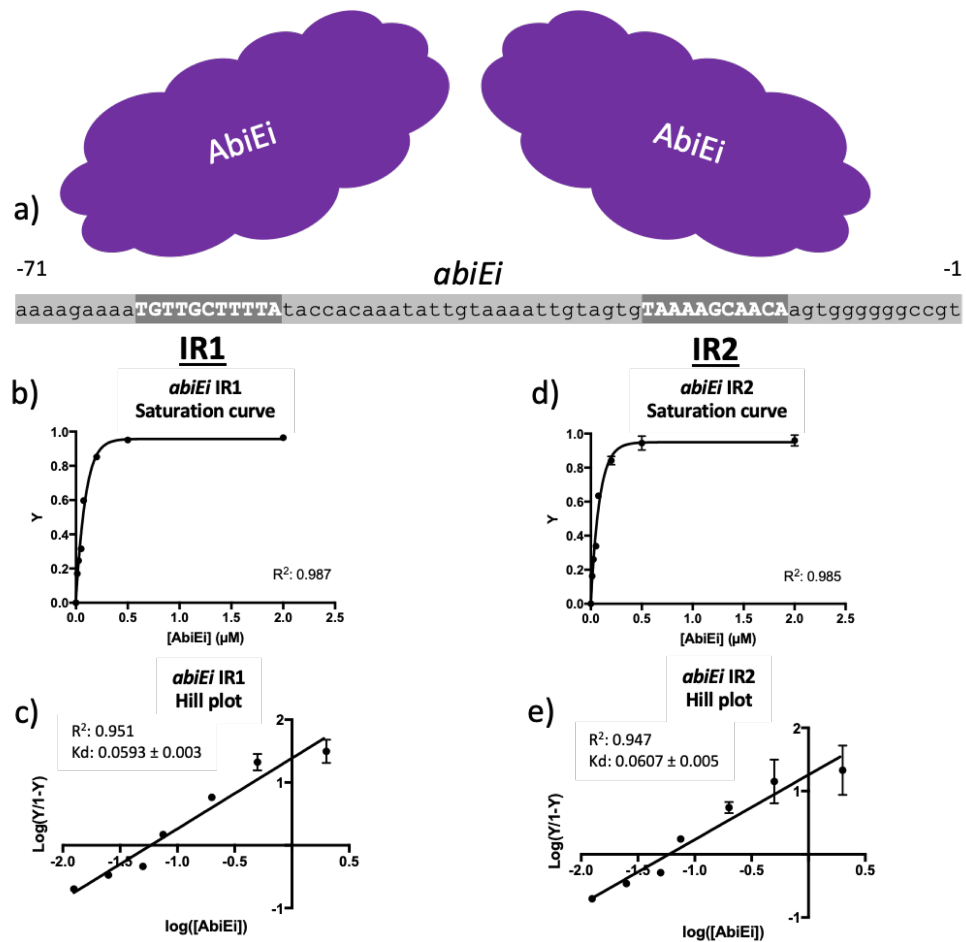 AbiEi
AbiEi
a)
-71
abiEi
-1
aaaagaaaaTGTTGCTTTTAtaccacaaatattgtaaaattgtagtgTAAAAGCAACAagtggggggccgt
IR1
IR2
b)
abiEi IR1
Saturation curve
1.0
0.8
0.6
0.4
0.2
0.0
Y
R²: 0.987
0.0 0.5 1.0 1.5 2.0 2.5
[AbiEi] (µM)
d)
abiEi IR2
Saturation curve
1.0
0.8
0.6
0.4
0.2
0.0
Y
R²: 0.985
0.0 0.5 1.0 1.5 2.0 2.5
[AbiEi] (µM)
c)
abiEi IR1
Hill plot
R²: 0.951
Kd: 0.0593 ± 0.003
2
1
-1
Log(Y/1-Y)
-2.0 -1.5 -1.0 -0.5 0.5
log([AbiEi])
e)
abiEi IR2
Hill plot
R²: 0.947
Kd: 0.0607 ± 0.005
2
1
-1
Log(Y/1-Y)
-2.0 -1.5 -1.0 -0.5 0.5
log([AbiEi])